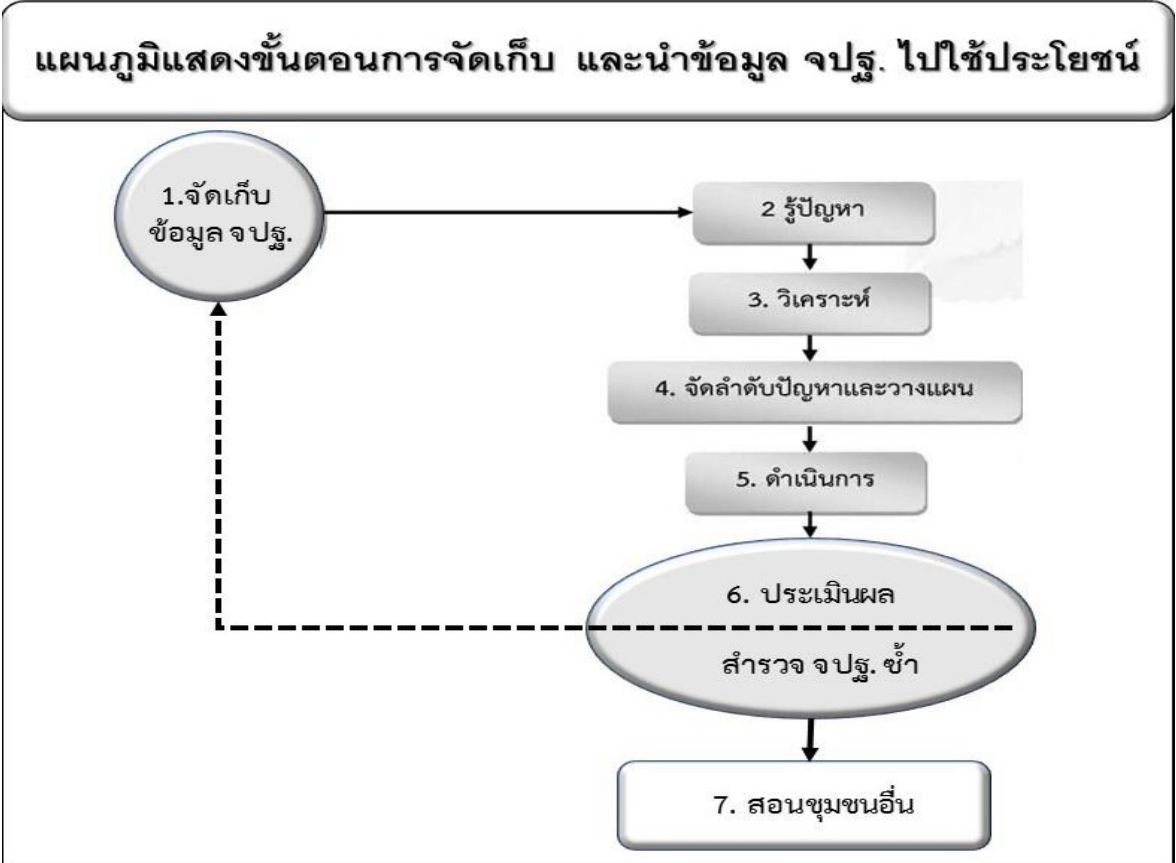 แผนภูมิแสดงขั้นตอนการจัดเก็บ และนำข้อมูล จปฐ. ไปใช้ประโยชน์
1.จัดเก็บ
ข้อมูล จปฐ.
2 รู้ปัญหา
3. วิเคราะห์
4. จัดลำดับปัญหาและวางแผน
5. ดำเนินการ
6. ประเมินผล
สำรวจ จปฐ. ซ้ำ
7. สอนชุมชนอื่น